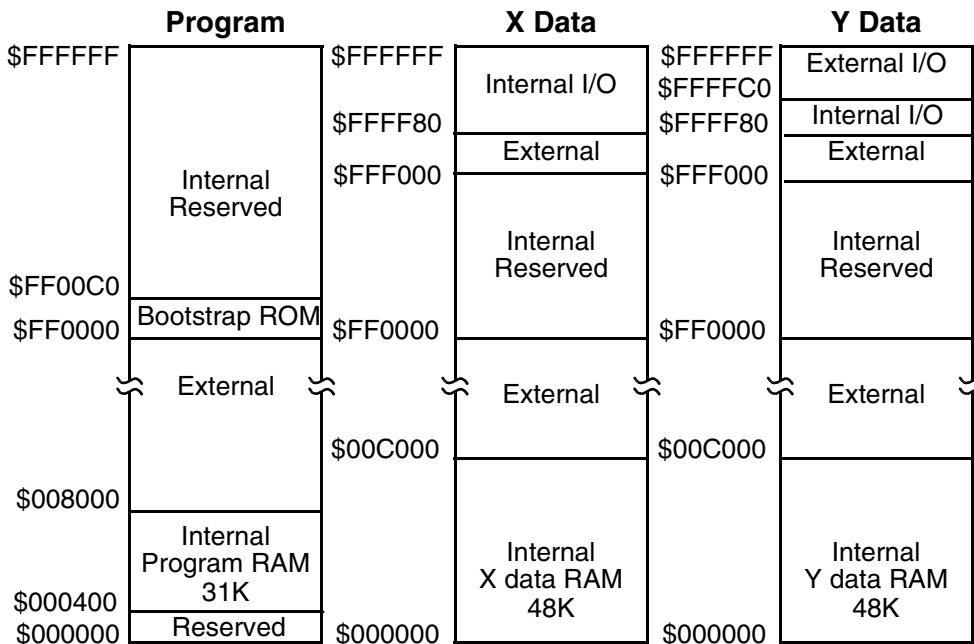 Program
$FFFFFF
Internal
Reserved
$FF00C0
Bootstrap ROM
$FF0000
External
$008000
Internal
Program RAM
31K
$000400
Reserved
$000000
X Data
$FFFFFF
Internal I/O
$FFFF80
External
$FFF000
Internal
Reserved
$FF0000
External
$00C000
Internal
X data RAM
48K
$000000
Y Data
$FFFFFF
External I/O
$FFFFC0
Internal I/O
$FFFF80
External
$FFF000
Internal
Reserved
$FF0000
External
$00C000
Internal
Y data RAM
48K
$000000